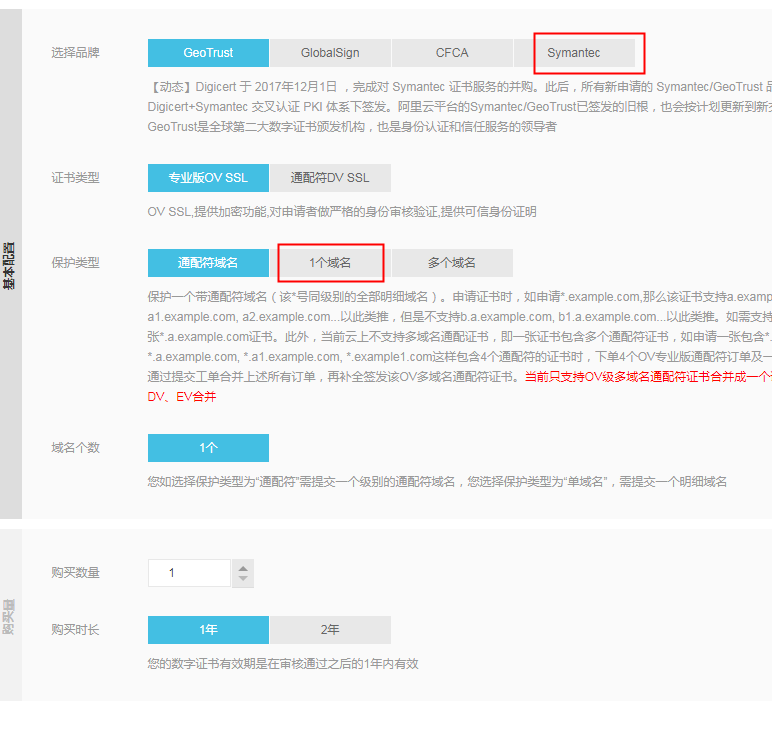 选择品牌 GeoTrust GlobalSign CFCA Symantec
【动态】Digicert 于 2017年12月1日 ，完成对 Symantec 证书服务的并购。此后，所有新申请的 Symantec/GeoTrust
Digicert+Symantec 交叉认证 PKI 体系下签发。阿里云平台的Symantec/GeoTrust已签发的旧根，也会按计划更新到新
GeoTrust是全球第二大数字证书颁发机构，也是身份认证和信任服务的领导者
证书类型 专业版OV SSL 通配符DV SSL
OV SSL,提供加密功能,对申请者做严格的身份审核验证,提供可信身份证明
基本配置
保护类型 通配符域名 1个域名 多个域名
保护一个带通配符域名（该*号同级别的全部明细域名）。申请证书时，如申请*.example.com,那么该证书支持a.examp
a1.example.com, a2.example.com...以此类推，但是不支持b.a.example.com, b1.a.example.com...以此类推。如需支持
张*.a.example.com证书。此外，当前云上不支持多域名通配证书，即一张证书包含多个通配符证书，如申请一张包含*.
*.a.example.com, *.a1.example.com, *.example1.com这样包含4个通配符的证书时，下单4个OV专业版通配符订单及一
通过提交工单合并上述所有订单，再补全签发该OV多域名通配符证书。当前只支持OV级多域名通配符证书合并成一个
DV、EV合并
域名个数 1个
您如选择保护类型为“通配符”需提交一个级别的通配符域名，您选择保护类型为“单域名”，需提交一个明细域名
购买数量 1
购买量
购买时长 1年 2年
您的数字证书有效期是在审核通过之后的1年内有效